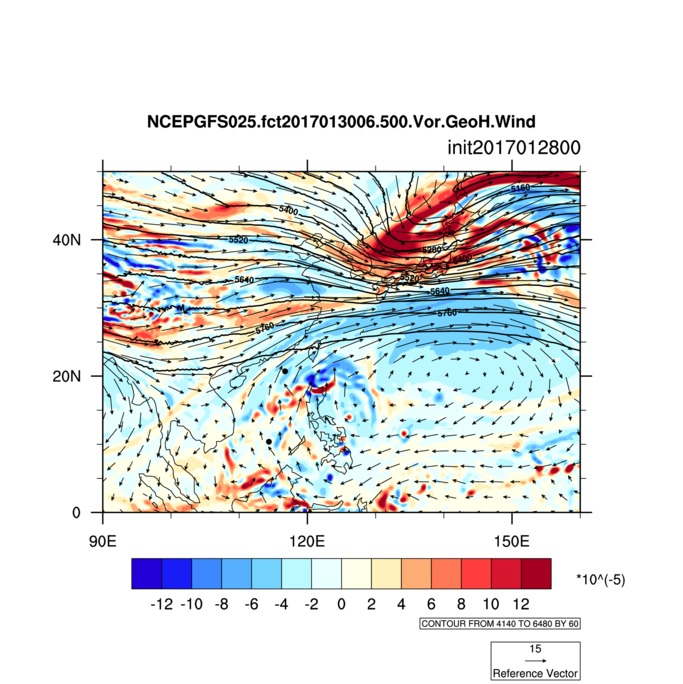 NCEPGFS025.fct2017013006.500.Vor.GeoH.Wind
init2017012800
5160
5400
40N
5520
5280
5400
5520
5640
5640
5760
5760
20N
0
90E 120E 150E
-12 -10 -8 -6 -4 -2 0 2 4 6 8 10 12
*10^(-5)
CONTOUR FROM 4140 TO 6480 BY 60
15
Reference Vector